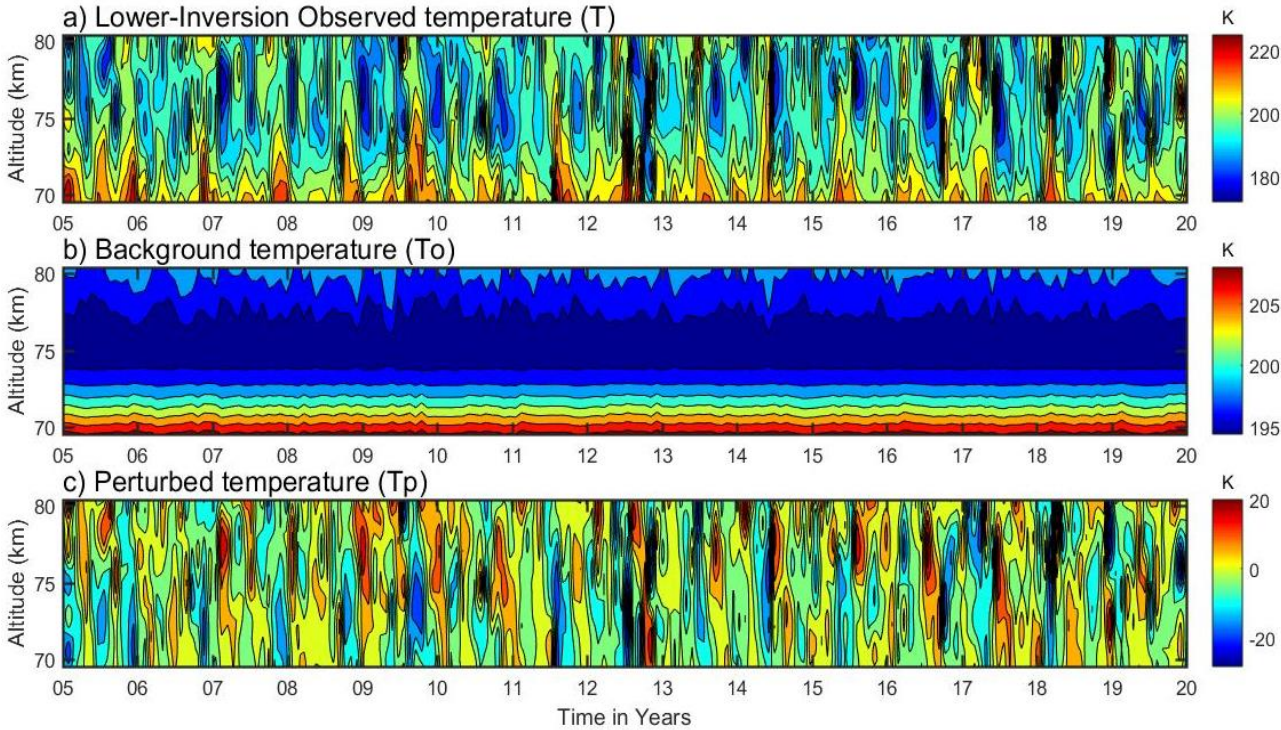 a) Lower-Inversion Observed temperature (T)
K
Altitude (km)
80
75
70
220
200
180
05 06 07 08 09 10 11 12 13 14 15 16 17 18 19 20
b) Background temperature (To)
K
Altitude (km)
80
75
70
205
200
195
05 06 07 08 09 10 11 12 13 14 15 16 17 18 19 20
c) Perturbed temperature (Tp)
K
Altitude (km)
80
75
70
20
0
-20
05 06 07 08 09 10 11 12 13 14 15 16 17 18 19 20
Time in Years